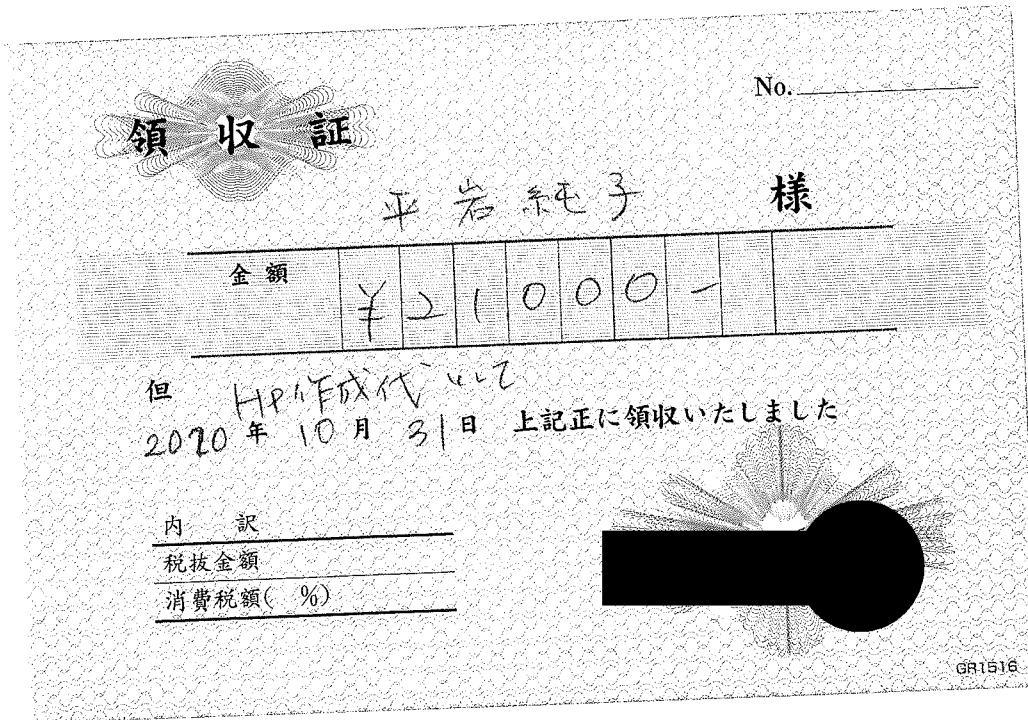 No.
領収証
平岩純子 様
金額 ¥21000-
但 HP作成代として
2020年 10月 31日 上記正に領収いたしました
内 訳
税抜金額
消費税額( %)
GR1516